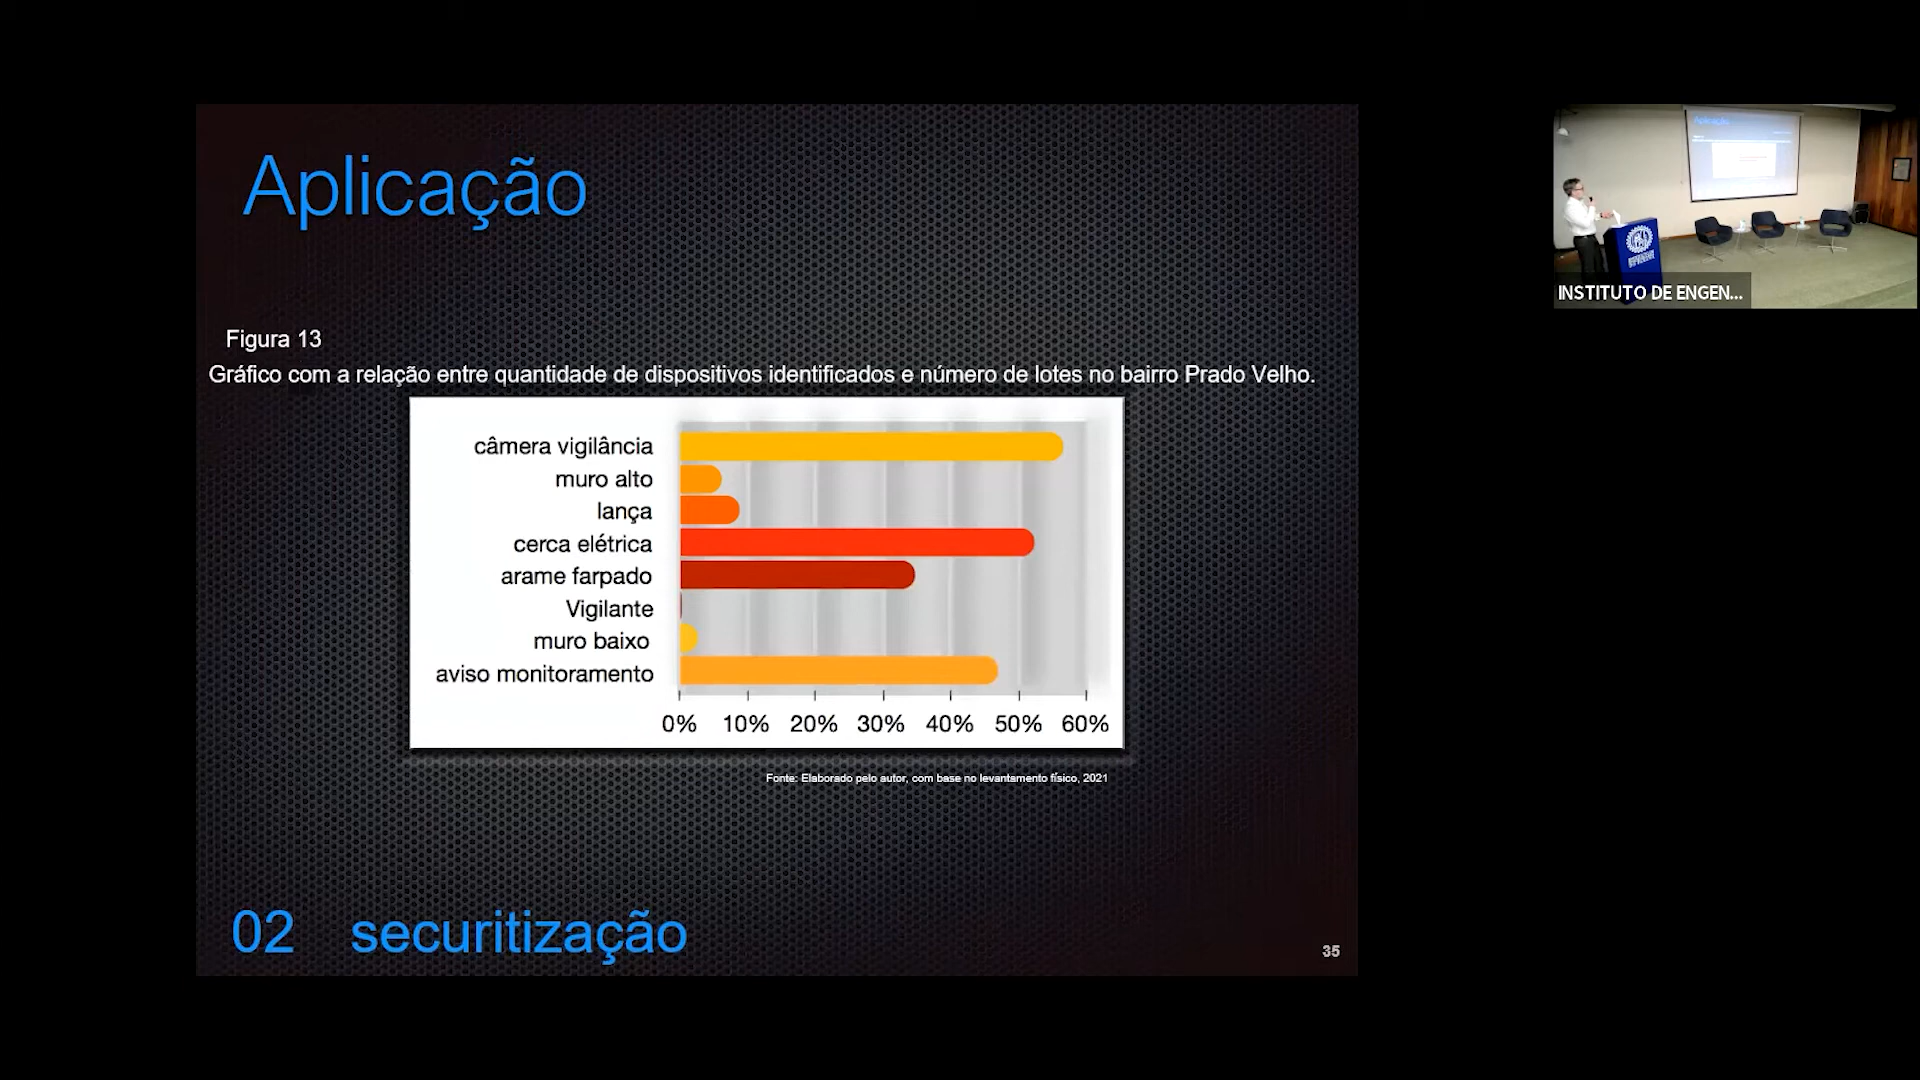 Aplicação
Figura 13
Gráfico com a relação entre quantidade de dispositivos identificados e número de lotes no bairro Prado Velho.
câmera vigilância
muro alto
lança
cerca elétrica
arame farpado
Vigilante
muro baixo
aviso monitoramento
0% 10% 20% 30% 40% 50% 60%
Fonte: Elaborado pelo autor, com base no levantamento físico, 2021
02 securitização
35
Aplicação
INSTITUTO DE ENGEN...